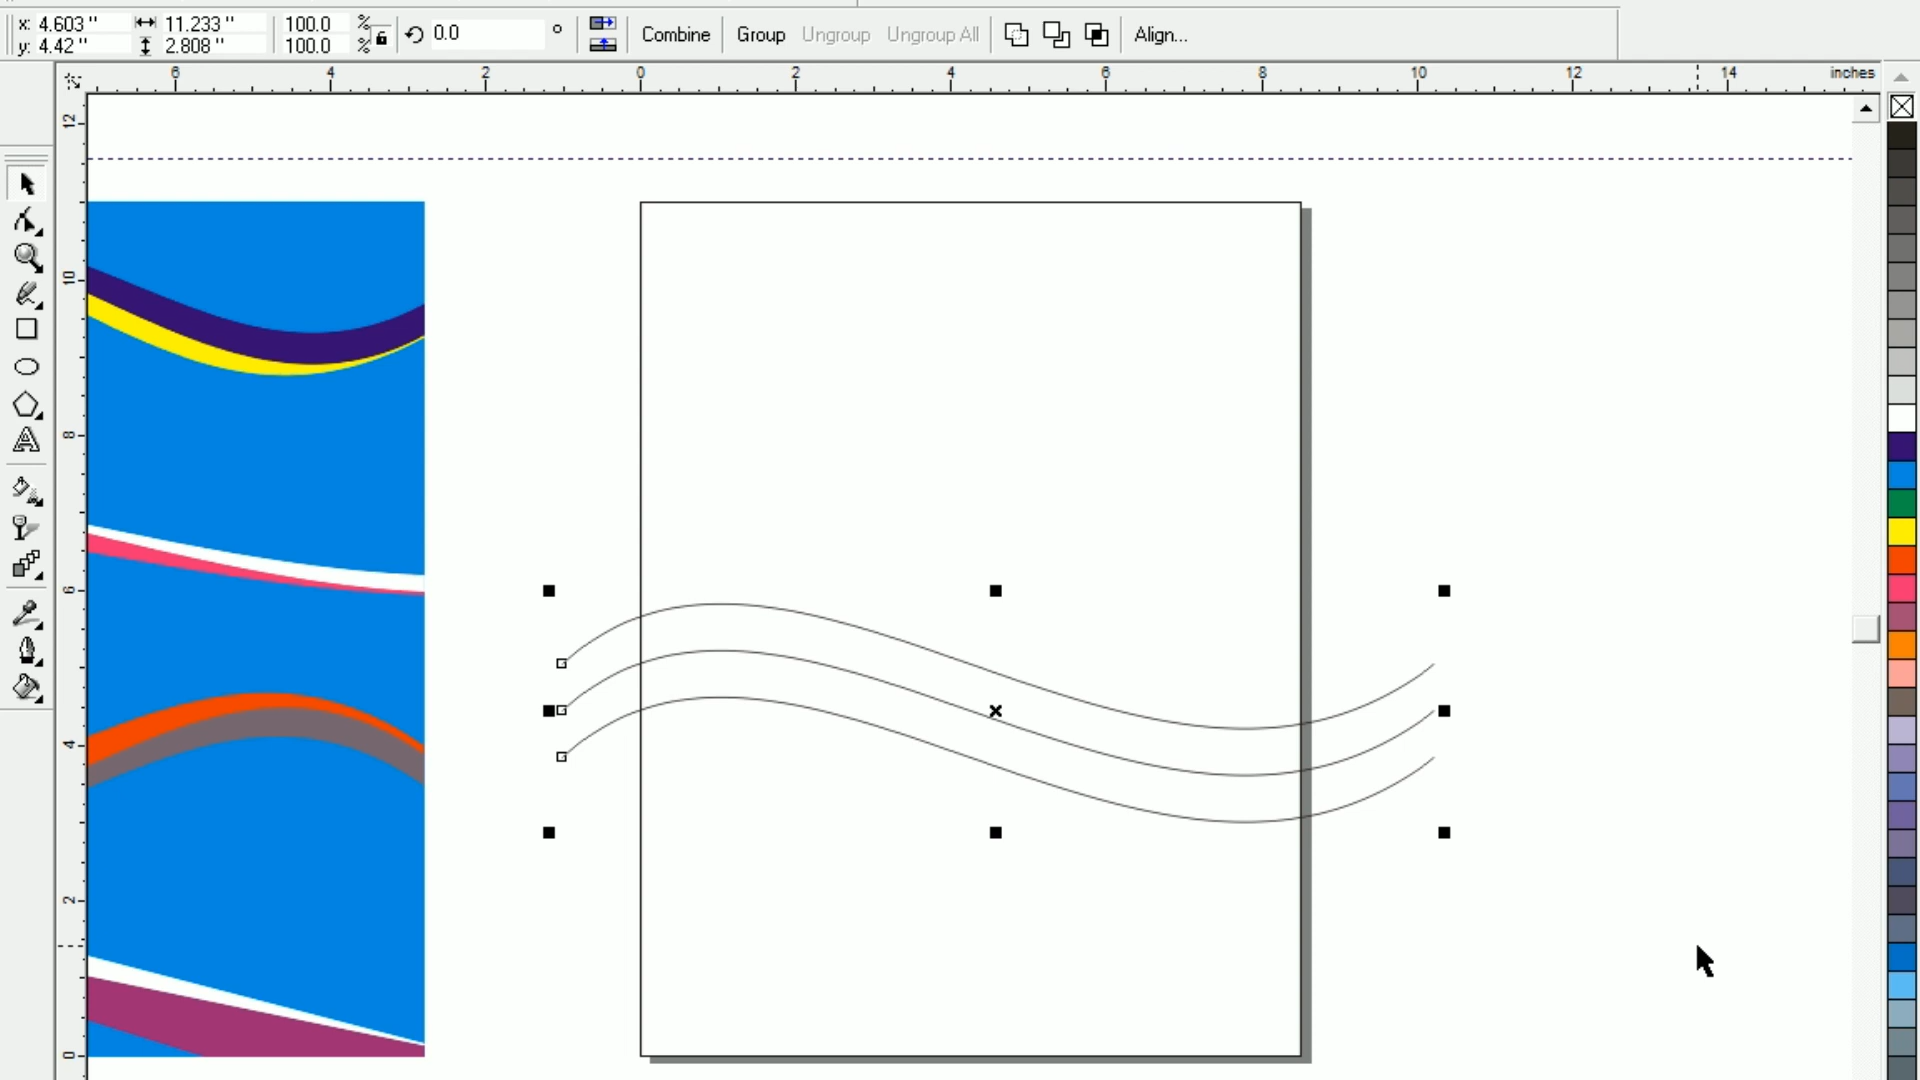 x: 4.603 " 11.233 " 100.0 %
y: 4.42 " 2.808 " 100.0 %
0.0 °
Combine Group Ungroup Ungroup All Align...
6 4 2 0 2 4 6 8 10 12 14 inches
12
10
8
6
4
2
0